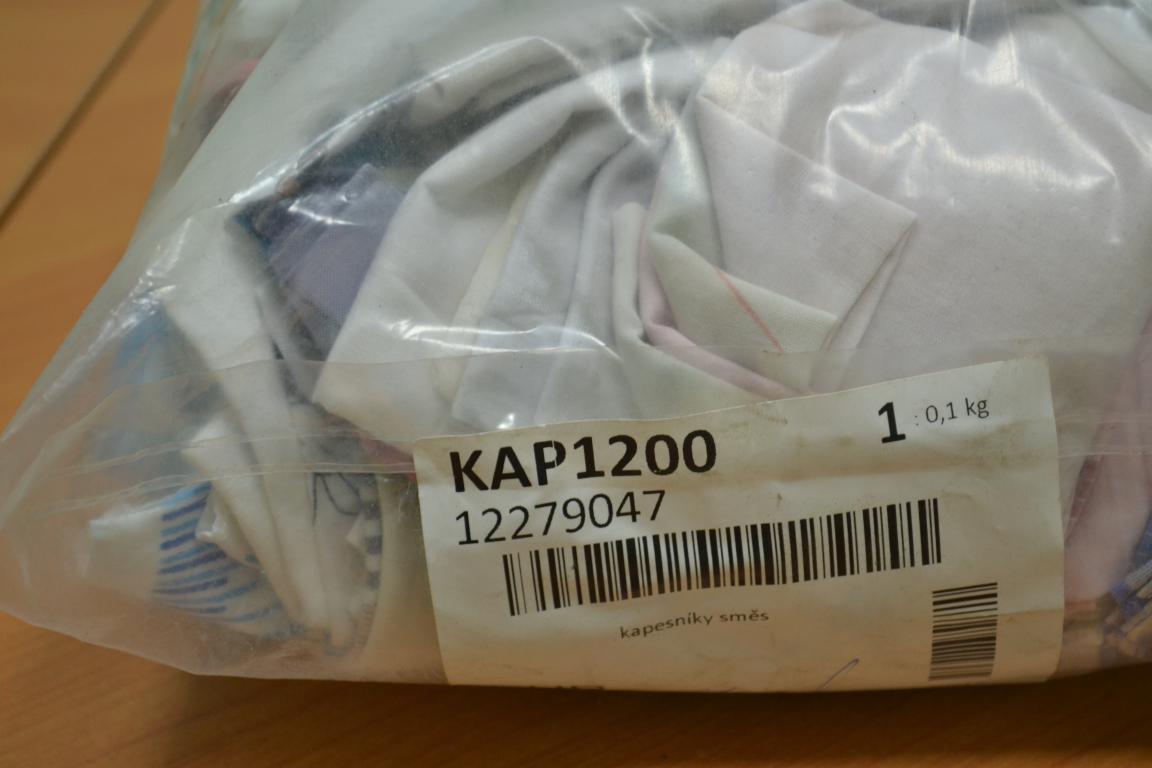 KAP1200
1 : 0,1 kg
12279047
kapesníky směs